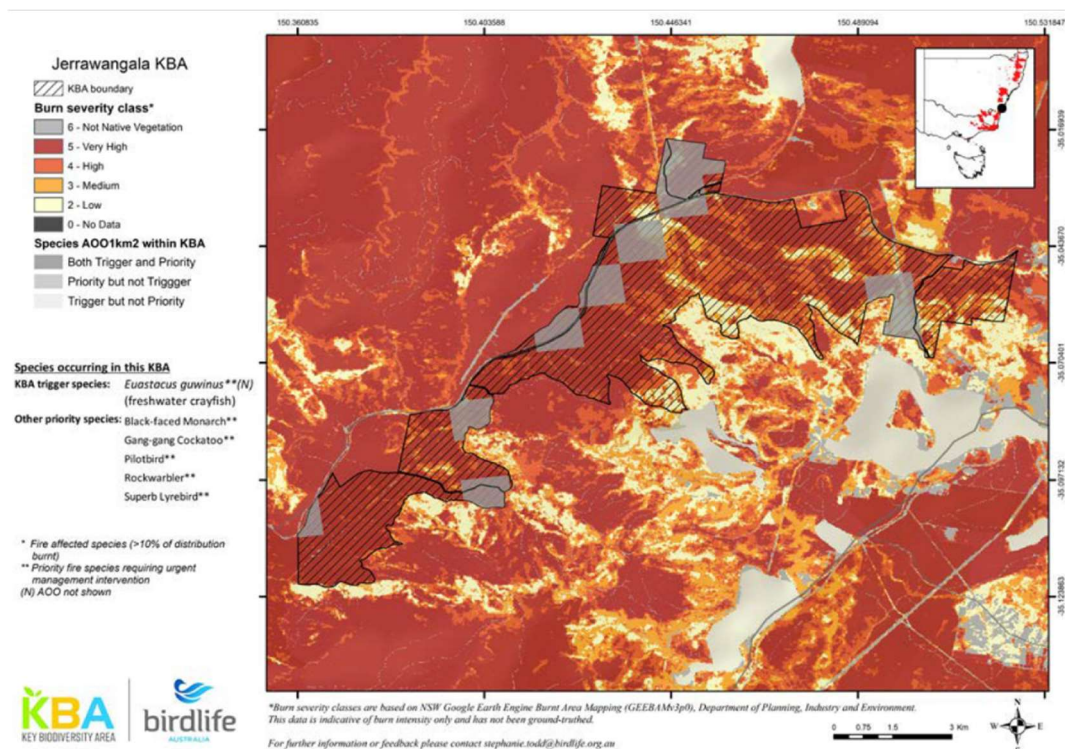 150.360835 150.403588 150.446341 150.489094 150.531847
Jerrawangala KBA
KBA boundary
Burn severity class*
6 - Not Native Vegetation
5 - Very High
4 - High
3 - Medium
2 - Low
0 - No Data
Species AOO1km2 within KBA
Both Trigger and Priority
Priority but not Triggger
Trigger but not Priority
Species occurring in this KBA
KBA trigger species: Euastacus guwinus**(N)
(freshwater crayfish)
Other priority species: Black-faced Monarch**
Gang-gang Cockatoo**
Pilotbird**
Rockwarbler**
Superb Lyrebird**
* Fire affected species (>10% of distribution
burnt)
** Priority fire species requiring urgent
management intervention
(N) AOO not shown
-35.016939
-35.043670
-35.070401
-35.097132
-35.123863
KBA
KEY BIODIVERSITY AREA
birdlife
AUSTRALIA
*Burn severity classes are based on NSW Google Earth Engine Burnt Area Mapping (GEEBAMv3p0), Department of Planning, Industry and Environment.
This data is indicative of burn intensity only and has not been ground-truthed.
For further information or feedback please contact stephanie.todd@birdlife.org.au
0 0.75 1.5 3 Km
N
W E
S